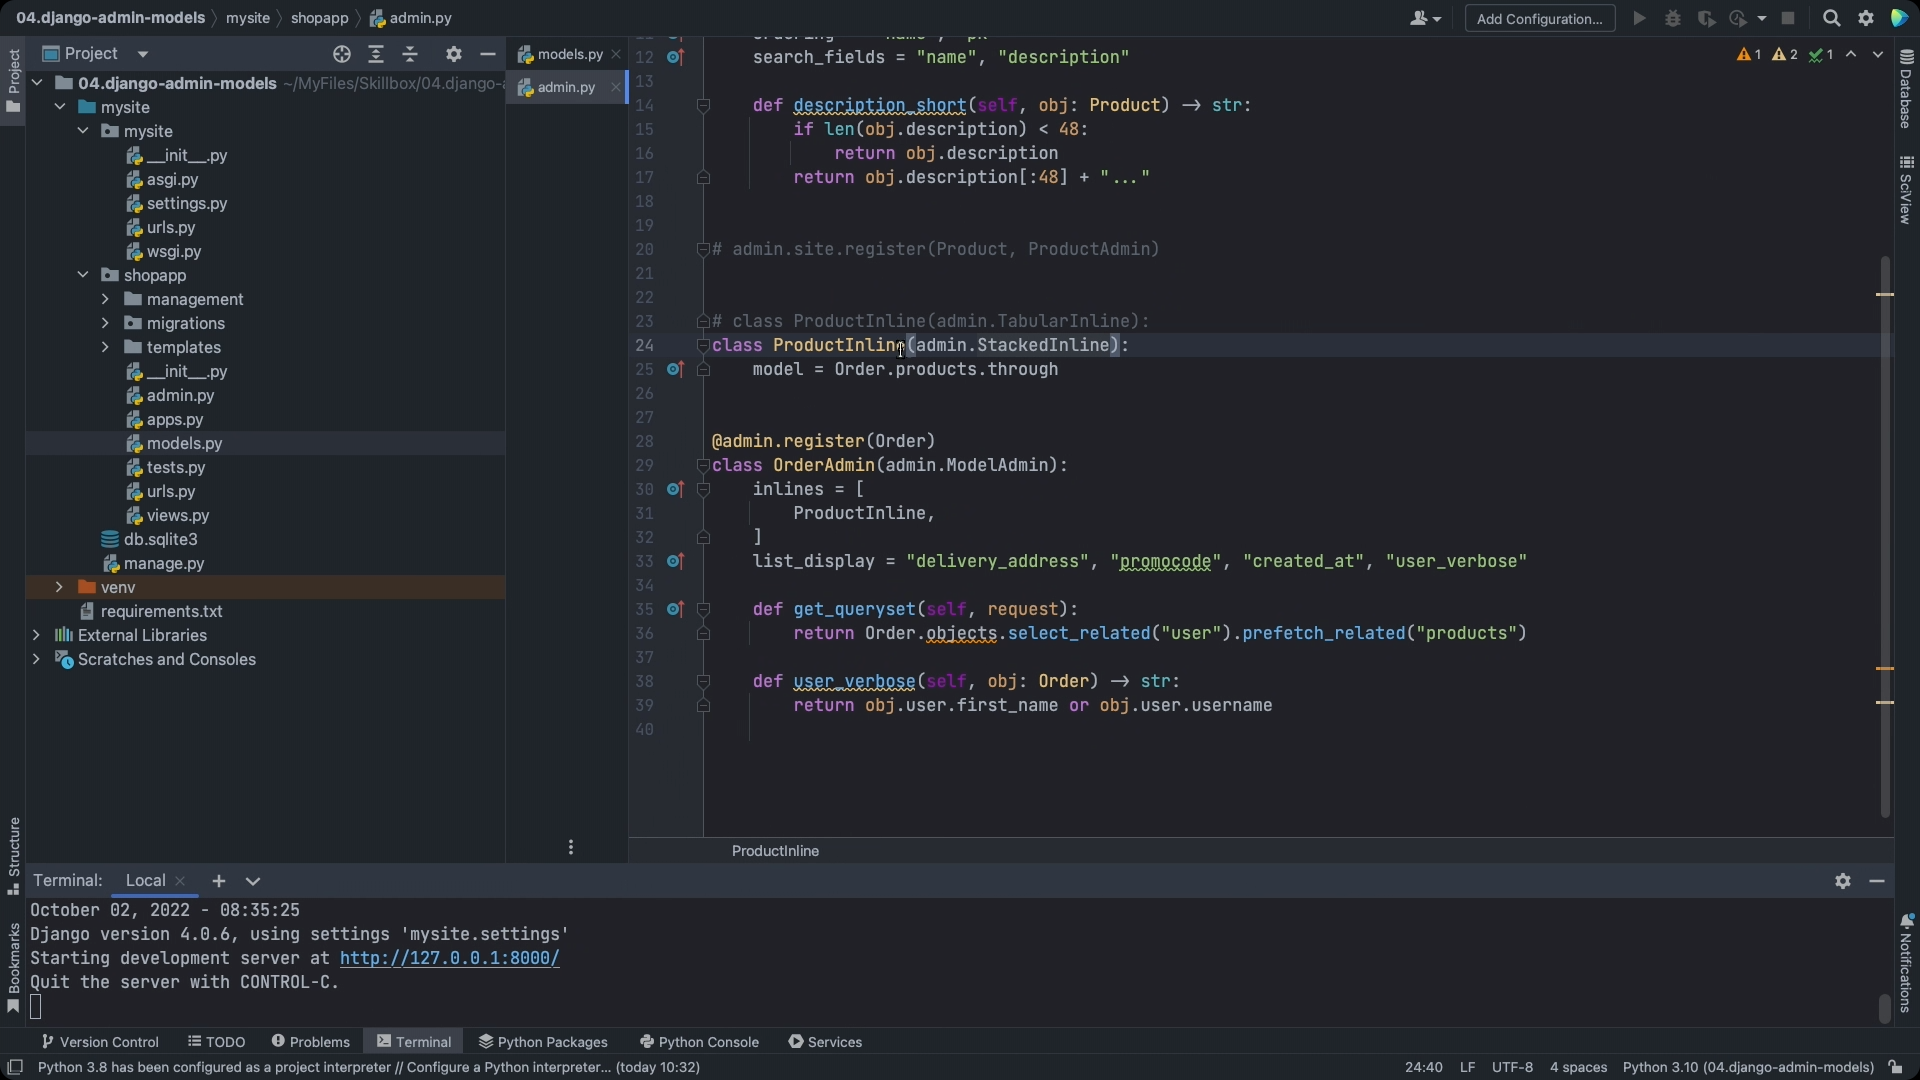 04.django-admin-models
mysite
shopapp
admin.py
Add Configuration...
Project
Project
models.py
admin.py
04.django-admin-models ~/MyFiles/Skillbox/04.django-a
mysite
mysite
__init__.py
asgi.py
settings.py
urls.py
wsgi.py
shopapp
management
migrations
templates
__init__.py
admin.py
apps.py
models.py
tests.py
urls.py
views.py
db.sqlite3
manage.py
venv
requirements.txt
External Libraries
Scratches and Consoles
1 2 1
12 search_fields = "name", "description"
13
14 def description_short(self, obj: Product) → str:
15 if len(obj.description) < 48:
16 return obj.description
17 return obj.description[:48] + "..."
18
19
20 # admin.site.register(Product, ProductAdmin)
21
22
23 # class ProductInline(admin.TabularInline):
24 class ProductInline(admin.StackedInline):
25 model = Order.products.through
26
27
28 @admin.register(Order)
29 class OrderAdmin(admin.ModelAdmin):
30 inlines = [
31 ProductInline,
32 ]
33 list_display = "delivery_address", "promocode", "created_at", "user_verbose"
34
35 def get_queryset(self, request):
36 return Order.objects.select_related("user").prefetch_related("products")
37
38 def user_verbose(self, obj: Order) → str:
39 return obj.user.first_name or obj.user.username
40
ProductInline
Database
SciView
Notifications
Structure
Bookmarks
Terminal: Local
October 02, 2022 - 08:35:25
Django version 4.0.6, using settings 'mysite.settings'
Starting development server at http://127.0.0.1:8000/
Quit the server with CONTROL-C.
Version Control TODO Problems Terminal Python Packages Python Console Services
Python 3.8 has been configured as a project interpreter // Configure a Python interpreter... (today 10:32) 24:40 LF UTF-8 4 spaces Python 3.10 (04.django-admin-models)